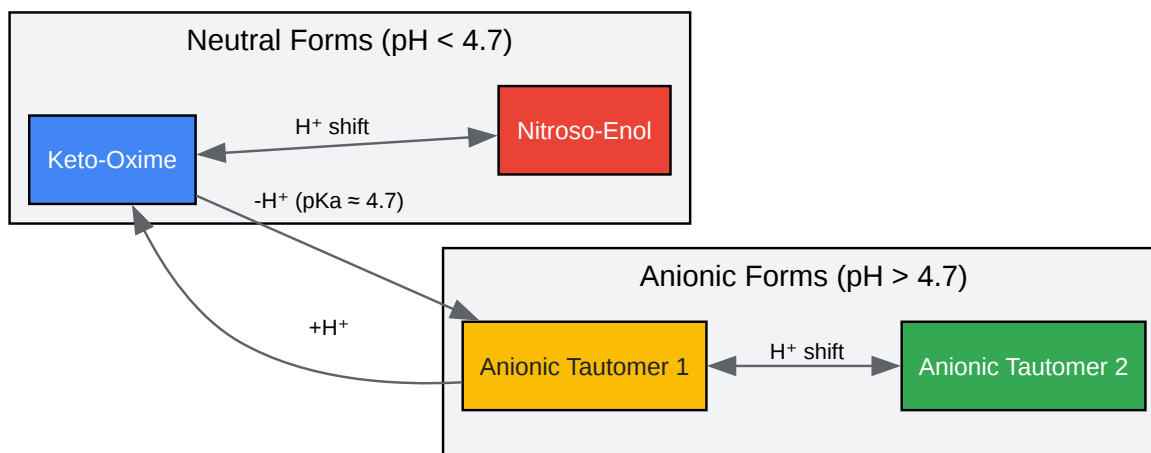 Neutral Forms (pH < 4.7)
Nitroso-Enol
H⁺ shift
Keto-Oxime
-H⁺ (pKa ≈ 4.7)
Anionic Forms (pH > 4.7)
+H⁺
Anionic Tautomer 1
H⁺ shift
Anionic Tautomer 2